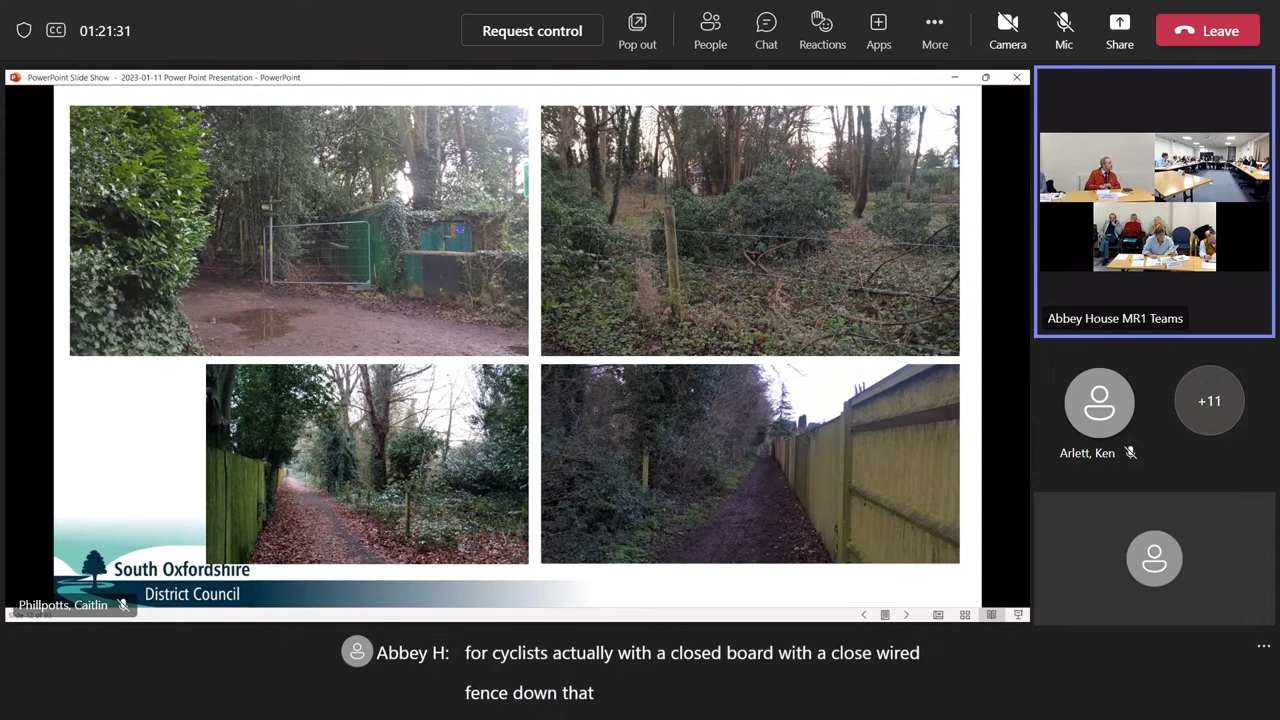 CC
01:21:31
Request control
Pop out
People
Chat
Reactions
Apps
More
Camera
Mic
Share
Leave
PowerPoint Slide Show - 2023-01-11 Power Point Presentation - PowerPoint
South Oxfordshire
District Council
Phillpotts, Caitlin
Abbey House MR1 Teams
+11
Arlett, Ken
Abbey H: for cyclists actually with a closed board with a close wired
fence down that